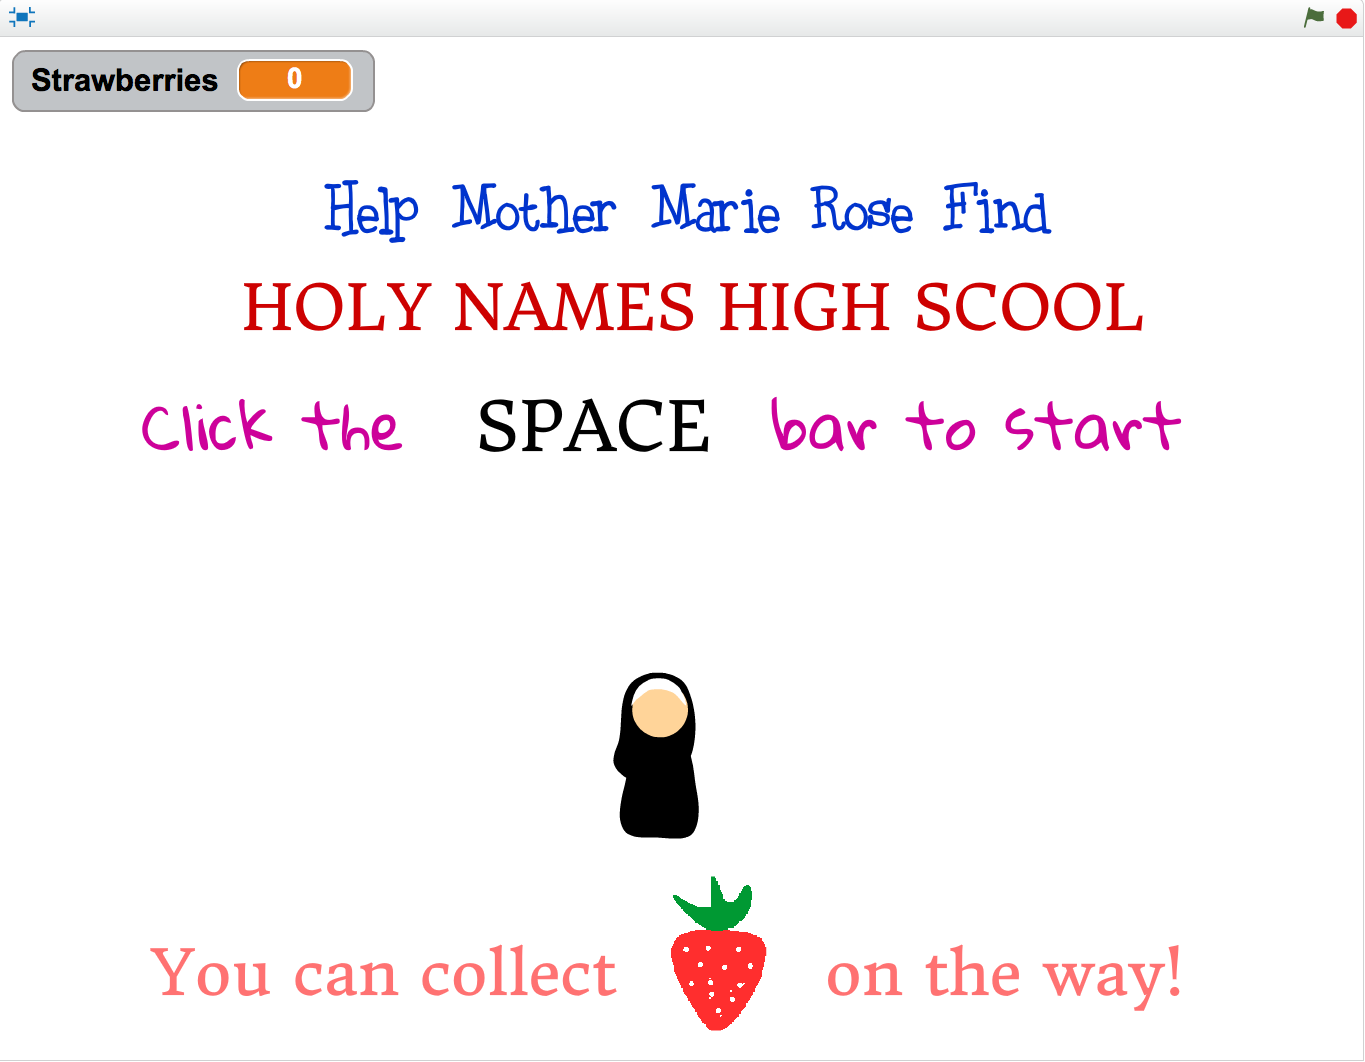 Strawberries 0
Help Mother Marie Rose Find
HOLY NAMES HIGH SCOOL
Click the SPACE bar to start
You can collect on the way!